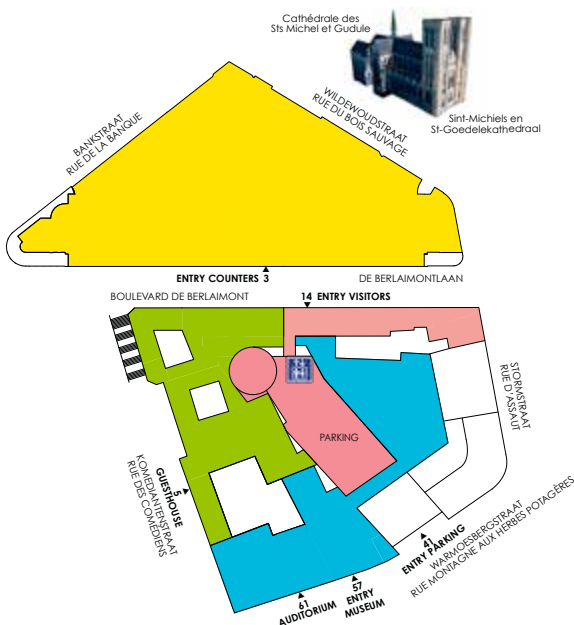 Cathédrale des
Sts Michel et Gudule
Sint-Michiels en
St-Goedelekathedraal
BANKSTRAAT
RUE DE LA BANQUE
WILDEWOUDSTRAAT
RUE DU BOIS SAUVAGE
ENTRY COUNTERS 3
DE BERLAIMONTLAAN
BOULEVARD DE BERLAIMONT
14 ENTRY VISITORS
STORMSTRAAT
RUE D'ASSAUT
PARKING
5
GUESTHOUSE
KOMEDIANTENSTRAAT
RUE DES COMÉDIENS
41
ENTRY PARKING
WARMOESBERGSTRAAT
RUE MONTAGNE AUX HERBES POTAGÈRES
57
ENTRY
MUSEUM
61
AUDITORIUM